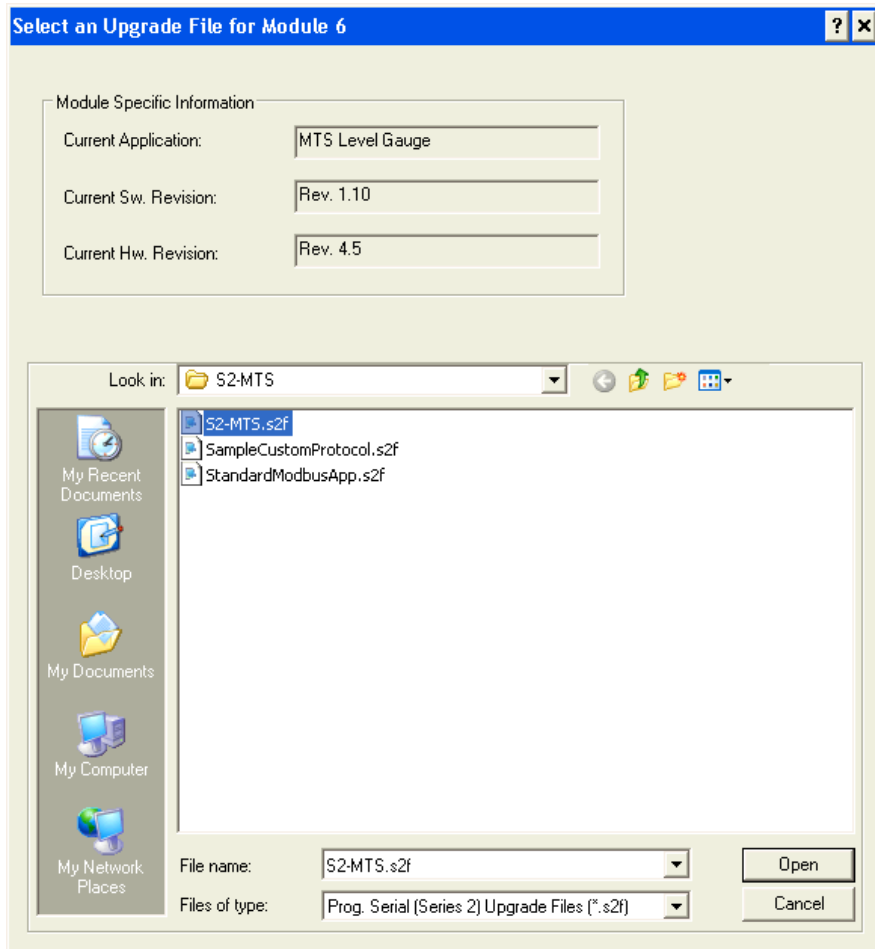 Select an Upgrade File for Module 6
Module Specific Information
Current Application: MTS Level Gauge
Current Sw. Revision: Rev. 1.10
Current Hw. Revision: Rev. 4.5
Look in: S2-MTS
S2-MTS.s2f
SampleCustomProtocol.s2f
StandardModbusApp.s2f
My Recent
Documents
Desktop
My Documents
My Computer
My Network
Places
File name: S2-MTS.s2f Open
Files of type: Prog. Serial (Series 2) Upgrade Files (*.s2f) Cancel